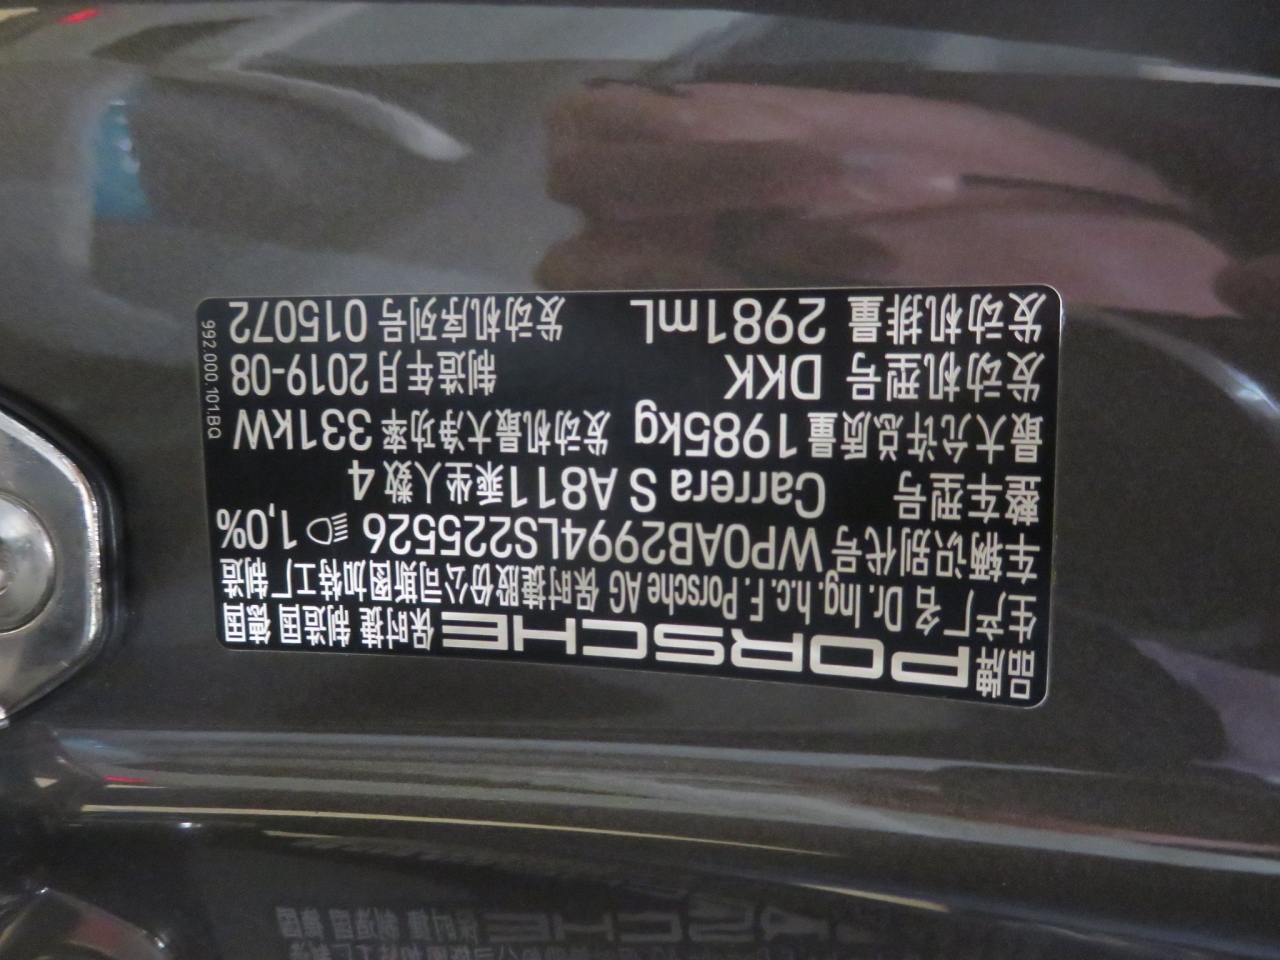 品牌 PORSCHE 保时捷 制造国 德国
生产厂名 Dr. Ing. h.c. F. Porsche AG 保时捷股份公司斯图加特工厂制造
车辆识别代号 WP0AB2994LS225526 1,0%
整车型号 Carrera S A811 乘坐人数 4
最大允许总质量 1985kg 发动机最大净功率 331kW
发动机型号 DKK 制造年月 2019-08
发动机排量 2981mL 发动机序列号 015072
992.000.101.BQ